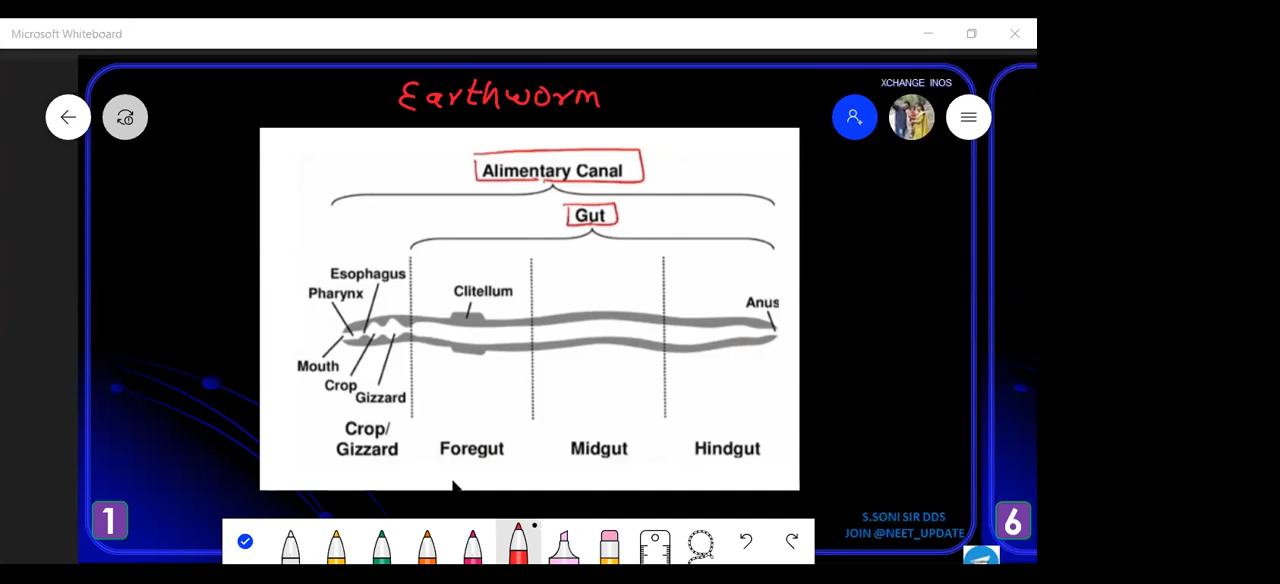 Microsoft Whiteboard
XCHANGE INOS
Earthworm
Alimentary Canal
Gut
Esophagus
Pharynx
Clitellum
Anus
Mouth
Crop
Gizzard
Crop/
Gizzard
Foregut
Midgut
Hindgut
1
S.SONI SIR DDS
JOIN @NEET_UPDATE
6